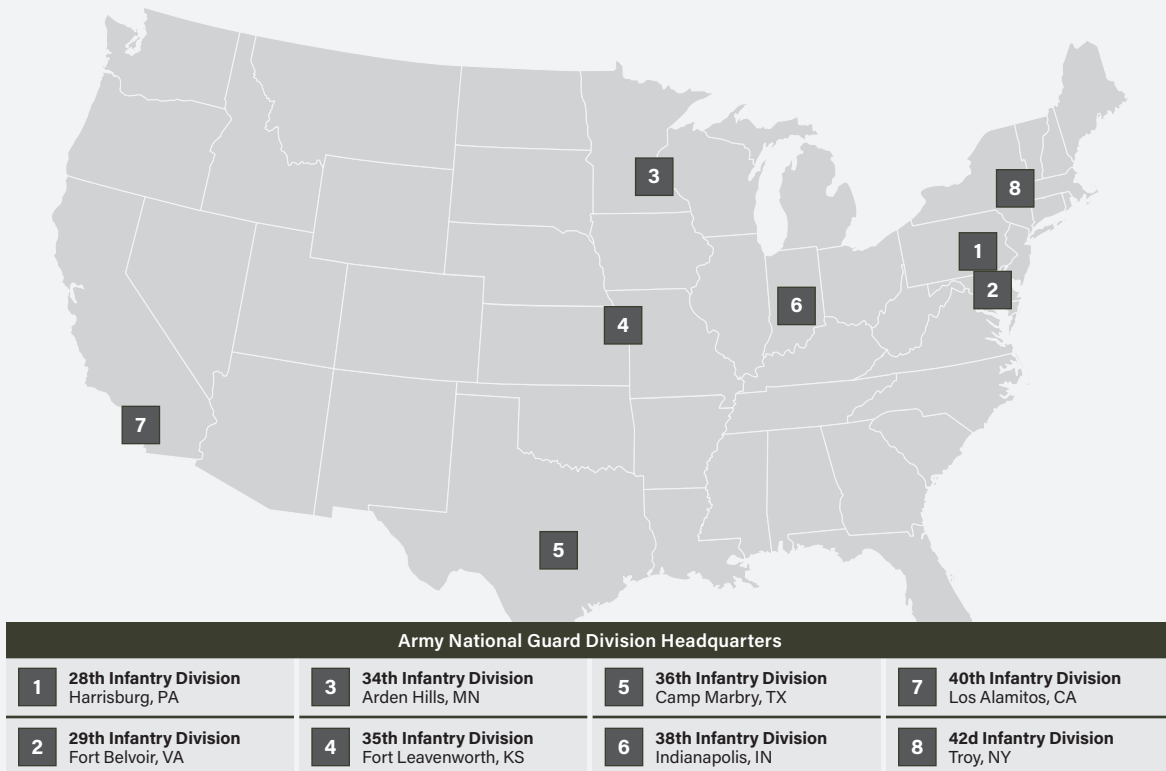 3
8
1
2
6
4
7
5
Army National Guard Division Headquarters
1
28th Infantry Division
Harrisburg, PA
2
29th Infantry Division
Fort Belvoir, VA
3
34th Infantry Division
Arden Hills, MN
4
35th Infantry Division
Fort Leavenworth, KS
5
36th Infantry Division
Camp Marbry, TX
6
38th Infantry Division
Indianapolis, IN
7
40th Infantry Division
Los Alamitos, CA
8
42d Infantry Division
Troy, NY